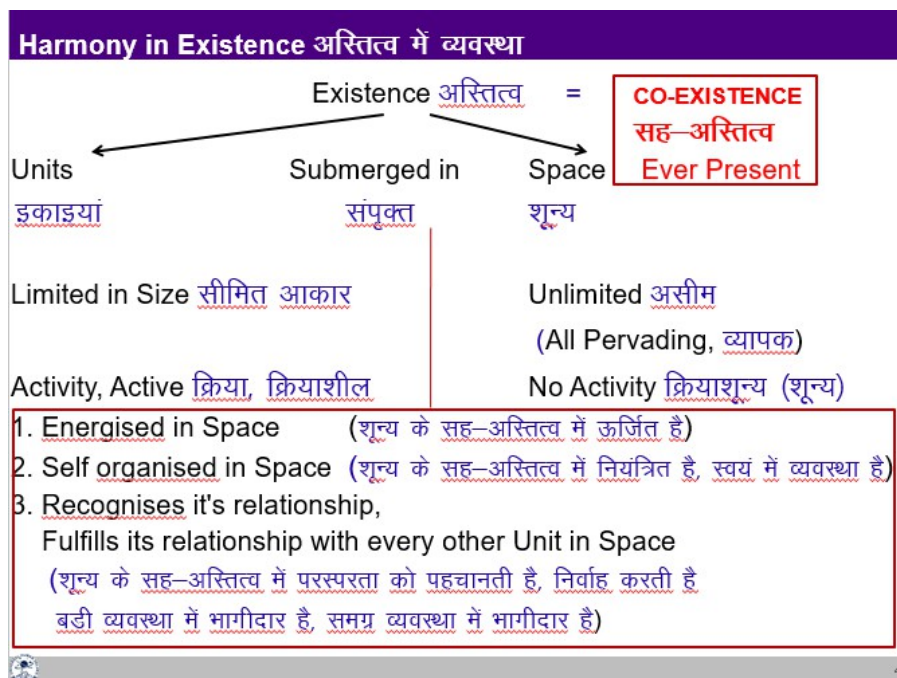 Harmony in Existence अस्तित्व में व्यवस्था
Existence अस्तित्व = CO-EXISTENCE
सह–अस्तित्व
Ever Present
Units Submerged in Space
इकाइयां संपृक्त शून्य
Limited in Size सीमित आकार Unlimited असीम
(All Pervading, व्यापक)
Activity, Active क्रिया, क्रियाशील No Activity क्रियाशून्य (शून्य)
1. Energised in Space (शून्य के सह–अस्तित्व में ऊर्जित है)
2. Self organised in Space (शून्य के सह–अस्तित्व में नियंत्रित है, स्वयं में व्यवस्था है)
3. Recognises it's relationship,
Fulfills its relationship with every other Unit in Space
(शून्य के सह–अस्तित्व में परस्परता को पहचानती है, निर्वाह करती है
बडी व्यवस्था में भागीदार है, समग्र व्यवस्था में भागीदार है)